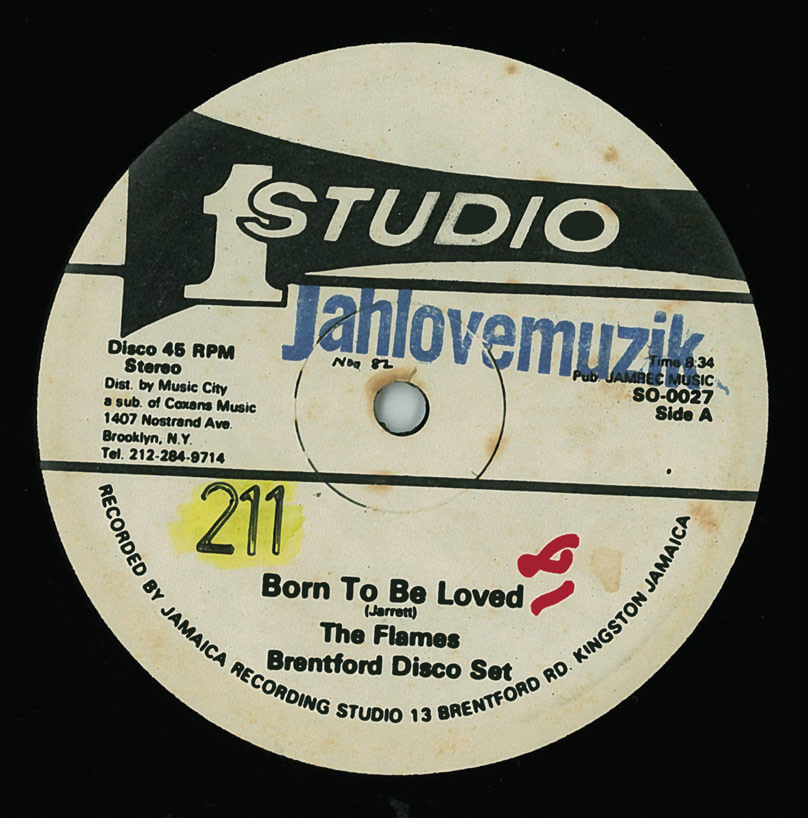 1 STUDIO
Jahlovemuzik
Disco 45 RPM
Stereo
Dist. by Music City
a sub. of Coxans Music
1407 Nostrand Ave.
Brooklyn, N.Y.
Tel. 212-284-9714
82
Time 8:34
Pub. JAMREC MUSIC
SO-0027
Side A
211
Born To Be Loved
(Jarrett)
The Flames
Brentford Disco Set
RECORDED BY JAMAICA RECORDING STUDIO 13 BRENTFORD RD. KINGSTON JAMAICA